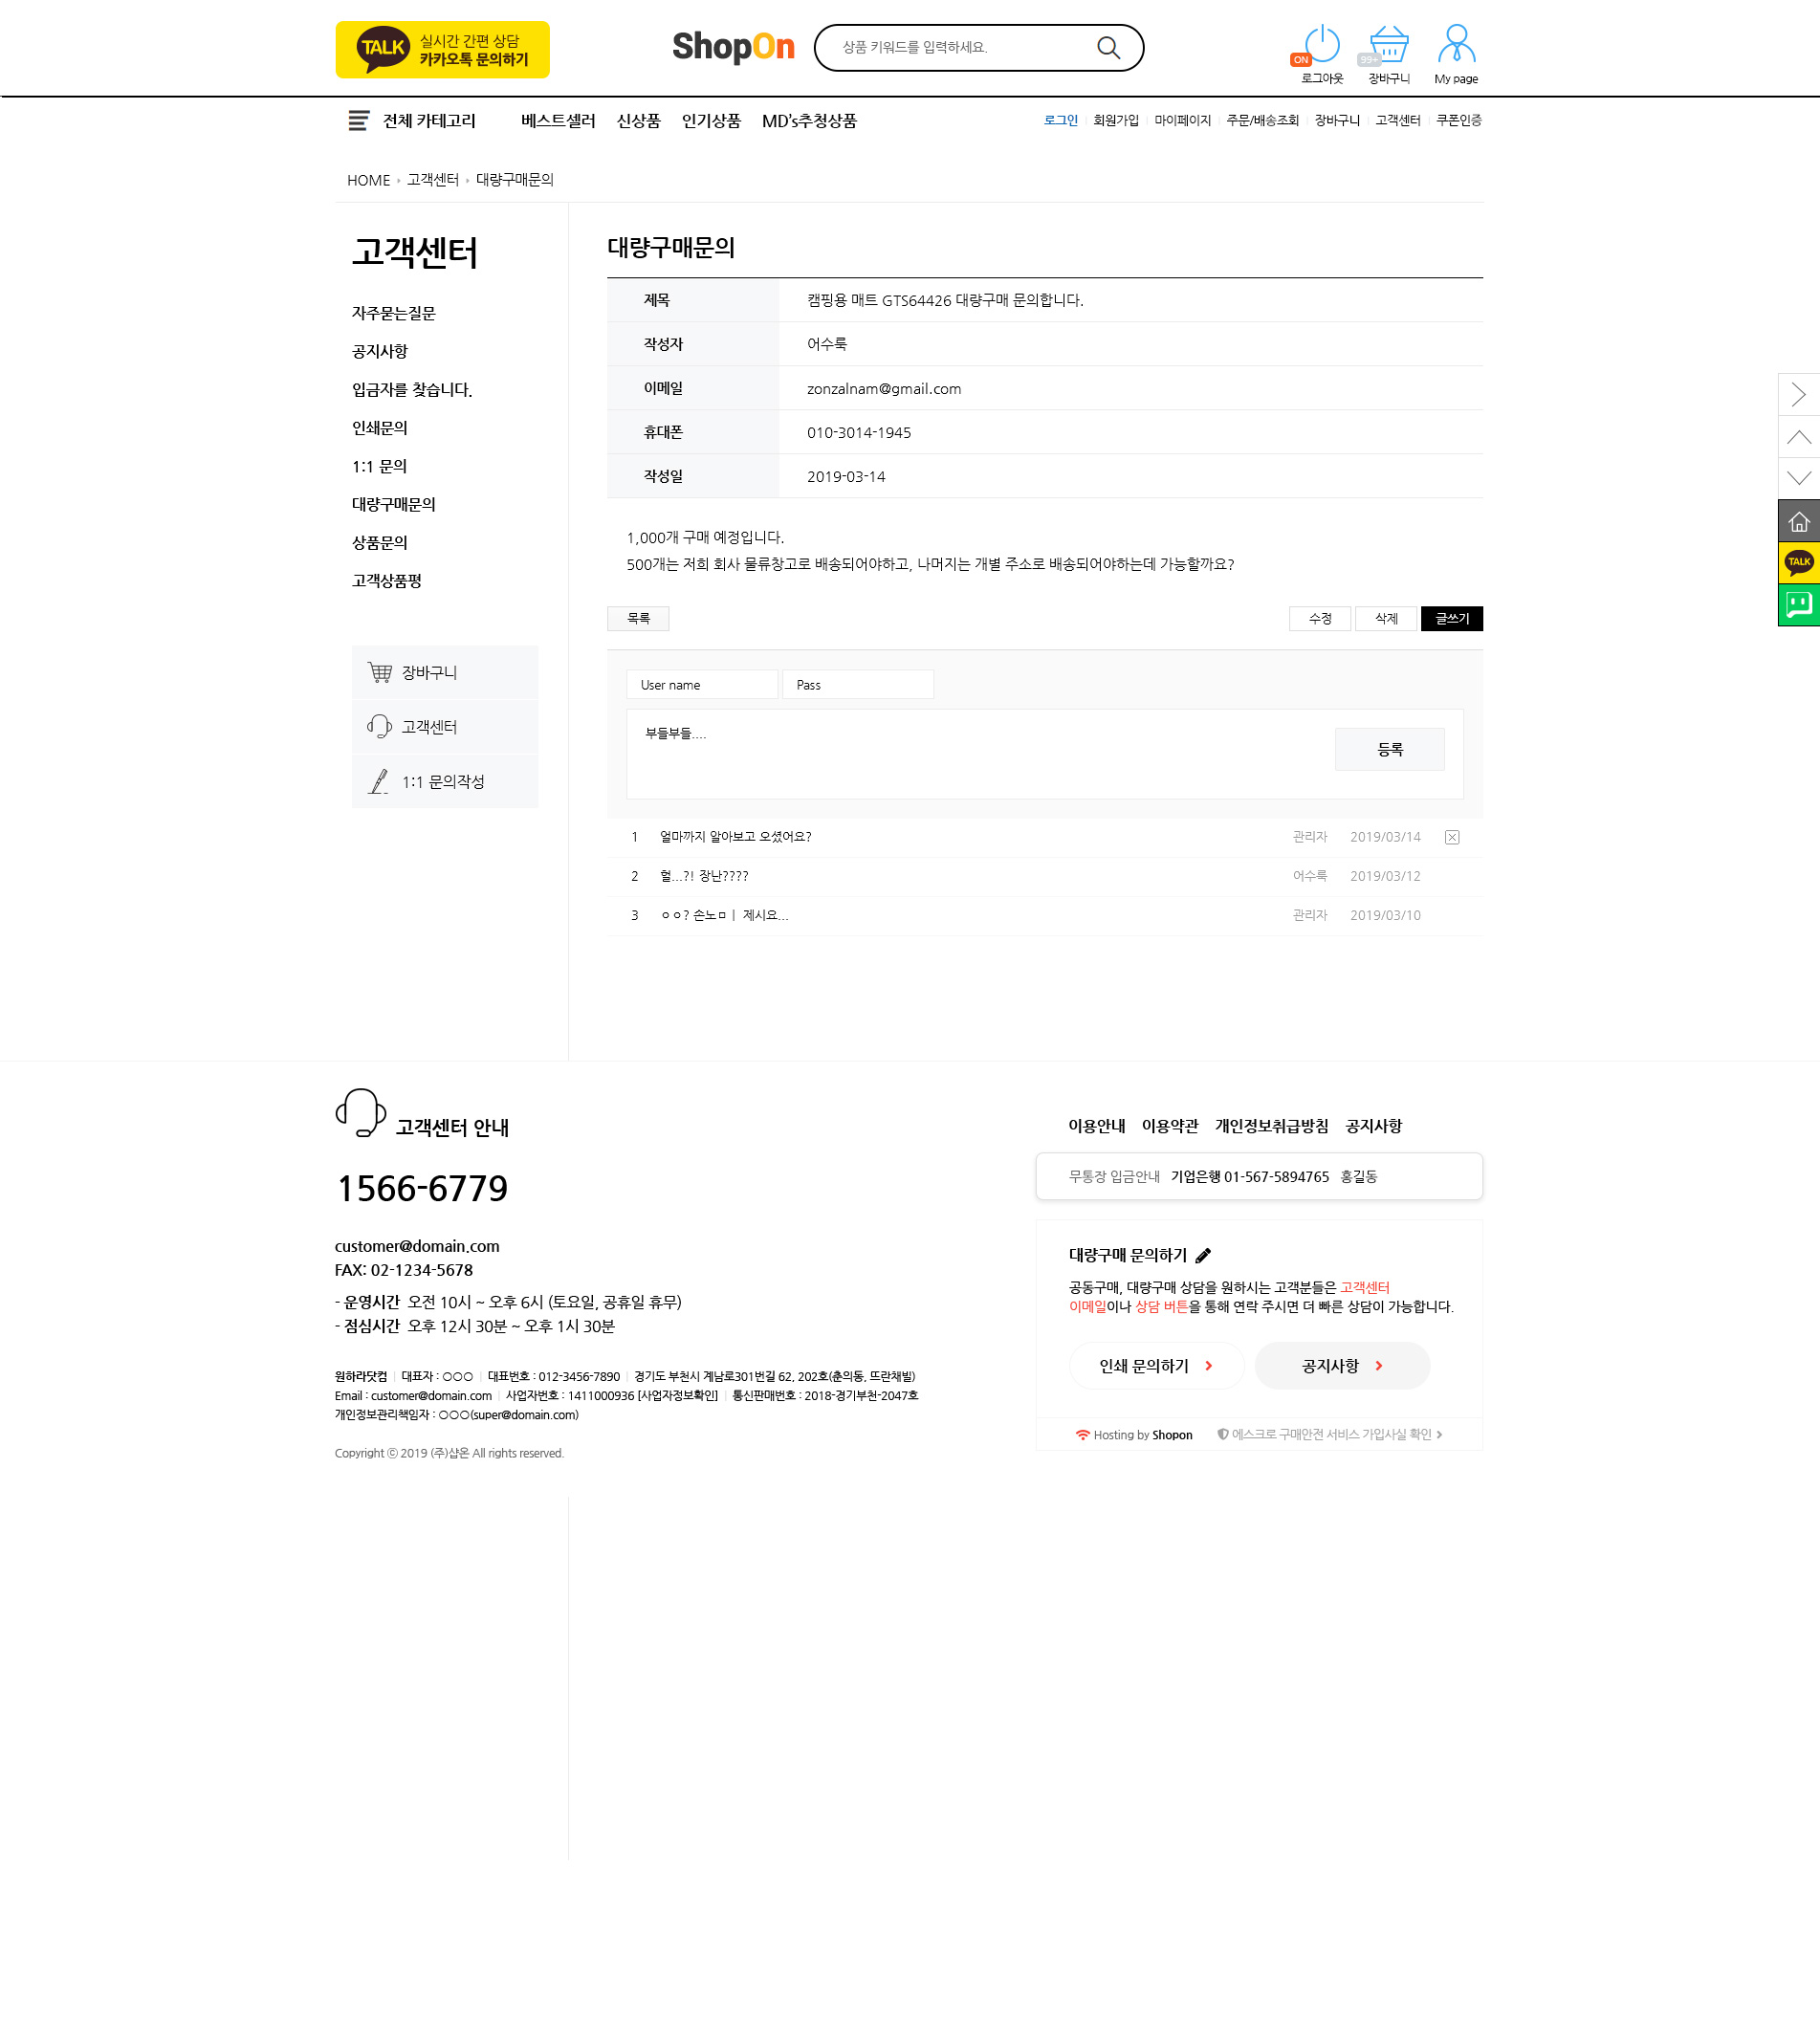 TALK 실시간 간편 상담
카카오톡 문의하기
ShopOn
상품 키워드를 입력하세요.
ON 로그아웃
99+ 장바구니
My page
전체 카테고리 베스트셀러 신상품 인기상품 MD's추청상품
로그인 회원가입 마이페이지 주문/배송조회 장바구니 고객센터 쿠폰인증
HOME 고객센터 대량구매문의
고객센터
자주묻는질문
공지사항
입금자를 찾습니다.
인쇄문의
1:1 문의
대량구매문의
상품문의
고객상품평
장바구니
고객센터
1:1 문의작성
대량구매문의
제목 캠핑용 매트 GTS64426 대량구매 문의합니다.
작성자 어수룩
이메일 zonzalnam@gmail.com
휴대폰 010-3014-1945
작성일 2019-03-14
1,000개 구매 예정입니다.
500개는 저희 회사 물류창고로 배송되어야하고, 나머지는 개별 주소로 배송되어야하는데 가능할까요?
목록 수정 삭제 글쓰기
User name Pass
부들부들....
등록
1 얼마까지 알아보고 오셨어요? 관리자 2019/03/14
2 헐...?! 장난???? 어수룩 2019/03/12
3 ㅇㅇ? 손노ㅁㅣ 제시요... 관리자 2019/03/10
TALK
고객센터 안내
1566-6779
customer@domain.com
FAX: 02-1234-5678
- 운영시간 오전 10시 ~ 오후 6시 (토요일, 공휴일 휴무)
- 점심시간 오후 12시 30분 ~ 오후 1시 30분
원하라닷컴 | 대표자 : ○○○ | 대표번호 : 012-3456-7890 | 경기도 부천시 계남로301번길 62, 202호(춘의동, 뜨란채빌)
Email : customer@domain.com | 사업자번호 : 1411000936 [사업자정보확인] | 통신판매번호 : 2018-경기부천-2047호
개인정보관리책임자 : ○○○(super@domain.com)
Copyright ⓒ 2019 (주)샵온 All rights reserved.
이용안내 이용약관 개인정보취급방침 공지사항
무통장 입금안내 기업은행 01-567-5894765 홍길동
대량구매 문의하기
공동구매, 대량구매 상담을 원하시는 고객분들은 고객센터
이메일이나 상담 버튼을 통해 연락 주시면 더 빠른 상담이 가능합니다.
인쇄 문의하기 공지사항
Hosting by Shopon 에스크로 구매안전 서비스 가입사실 확인